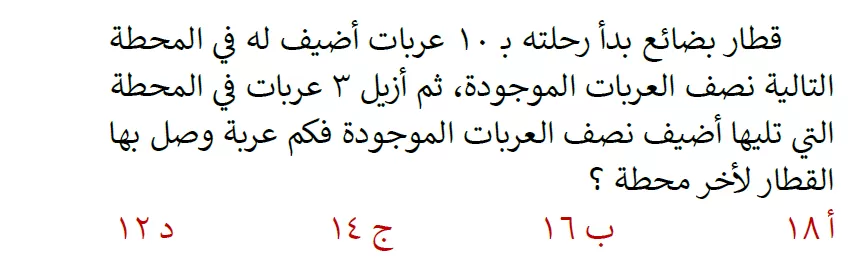 قطار بضائع بدأ رحلته بـ ١٠ عربات أضيف له في المحطة
التالية نصف العربات الموجودة، ثم أزيل ٣ عربات في المحطة
التي تليها أضيف نصف العربات الموجودة فكم عربة وصل بها
القطار لأخر محطة ؟
أ ١٨ ب ١٦ ج ١٤ د ١٢